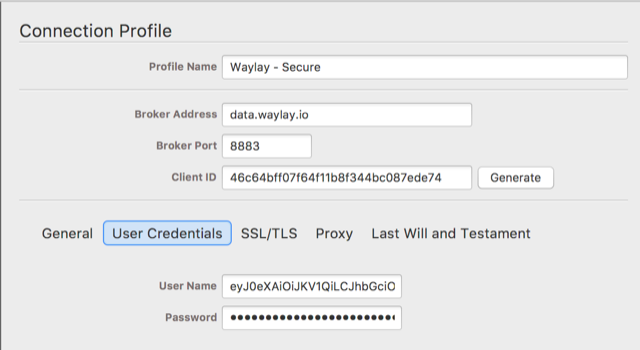 Connection Profile
Profile Name Waylay - Secure
Broker Address data.waylay.io
Broker Port 8883
Client ID 46c64bff07f64f11b8f344bc087ede74 Generate
General User Credentials SSL/TLS Proxy Last Will and Testament
User Name eyJ0eXAiOiJKV1QiLCJhbGciO
Password ••••••••••••••••••••••••